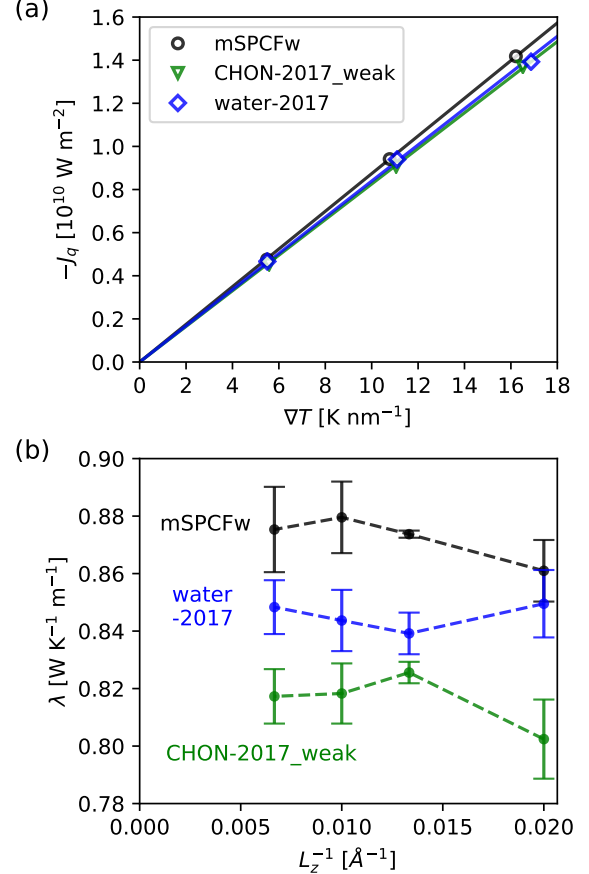 (a)
1.6
1.4
1.2
1.0
0.8
0.6
0.4
0.2
0.0
−J_q [10^10 W m^−2]
mSPCFw
CHON-2017_weak
water-2017
0 2 4 6 8 10 12 14 16 18
∇T [K nm^−1]
(b)
0.90
0.88
0.86
0.84
0.82
0.80
0.78
λ [W K^−1 m^−1]
mSPCFw
water
-2017
CHON-2017_weak
0.000 0.005 0.010 0.015 0.020
L_z^−1 [Å^−1]